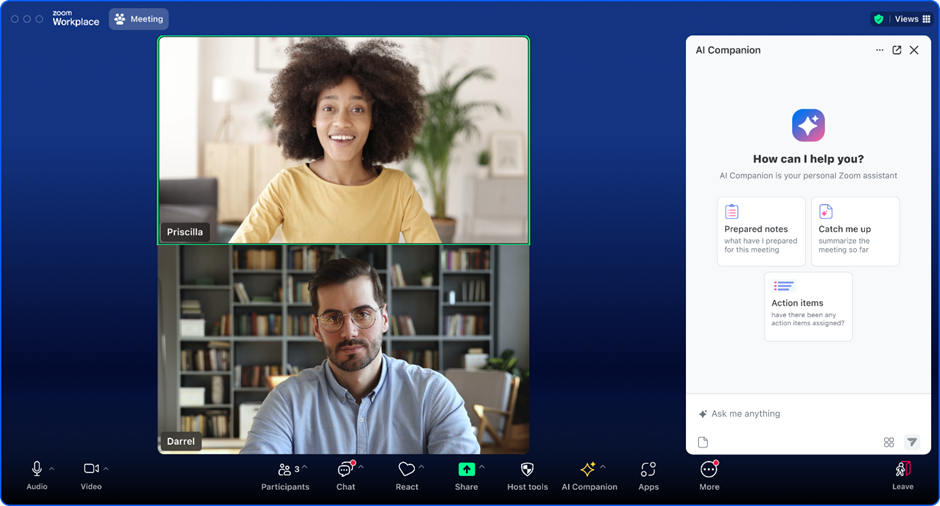 zoom
Workplace
Meeting
Views
AI Companion
How can I help you?
AI Companion is your personal Zoom assistant
Prepared notes
what have I prepared
for this meeting
Catch me up
summarize the
meeting so far
Action items
have there been any
action items assigned?
Priscilla
Darrel
Ask me anything
Audio
Video
3
Participants
Chat
React
Share
Host tools
AI Companion
Apps
More
Leave